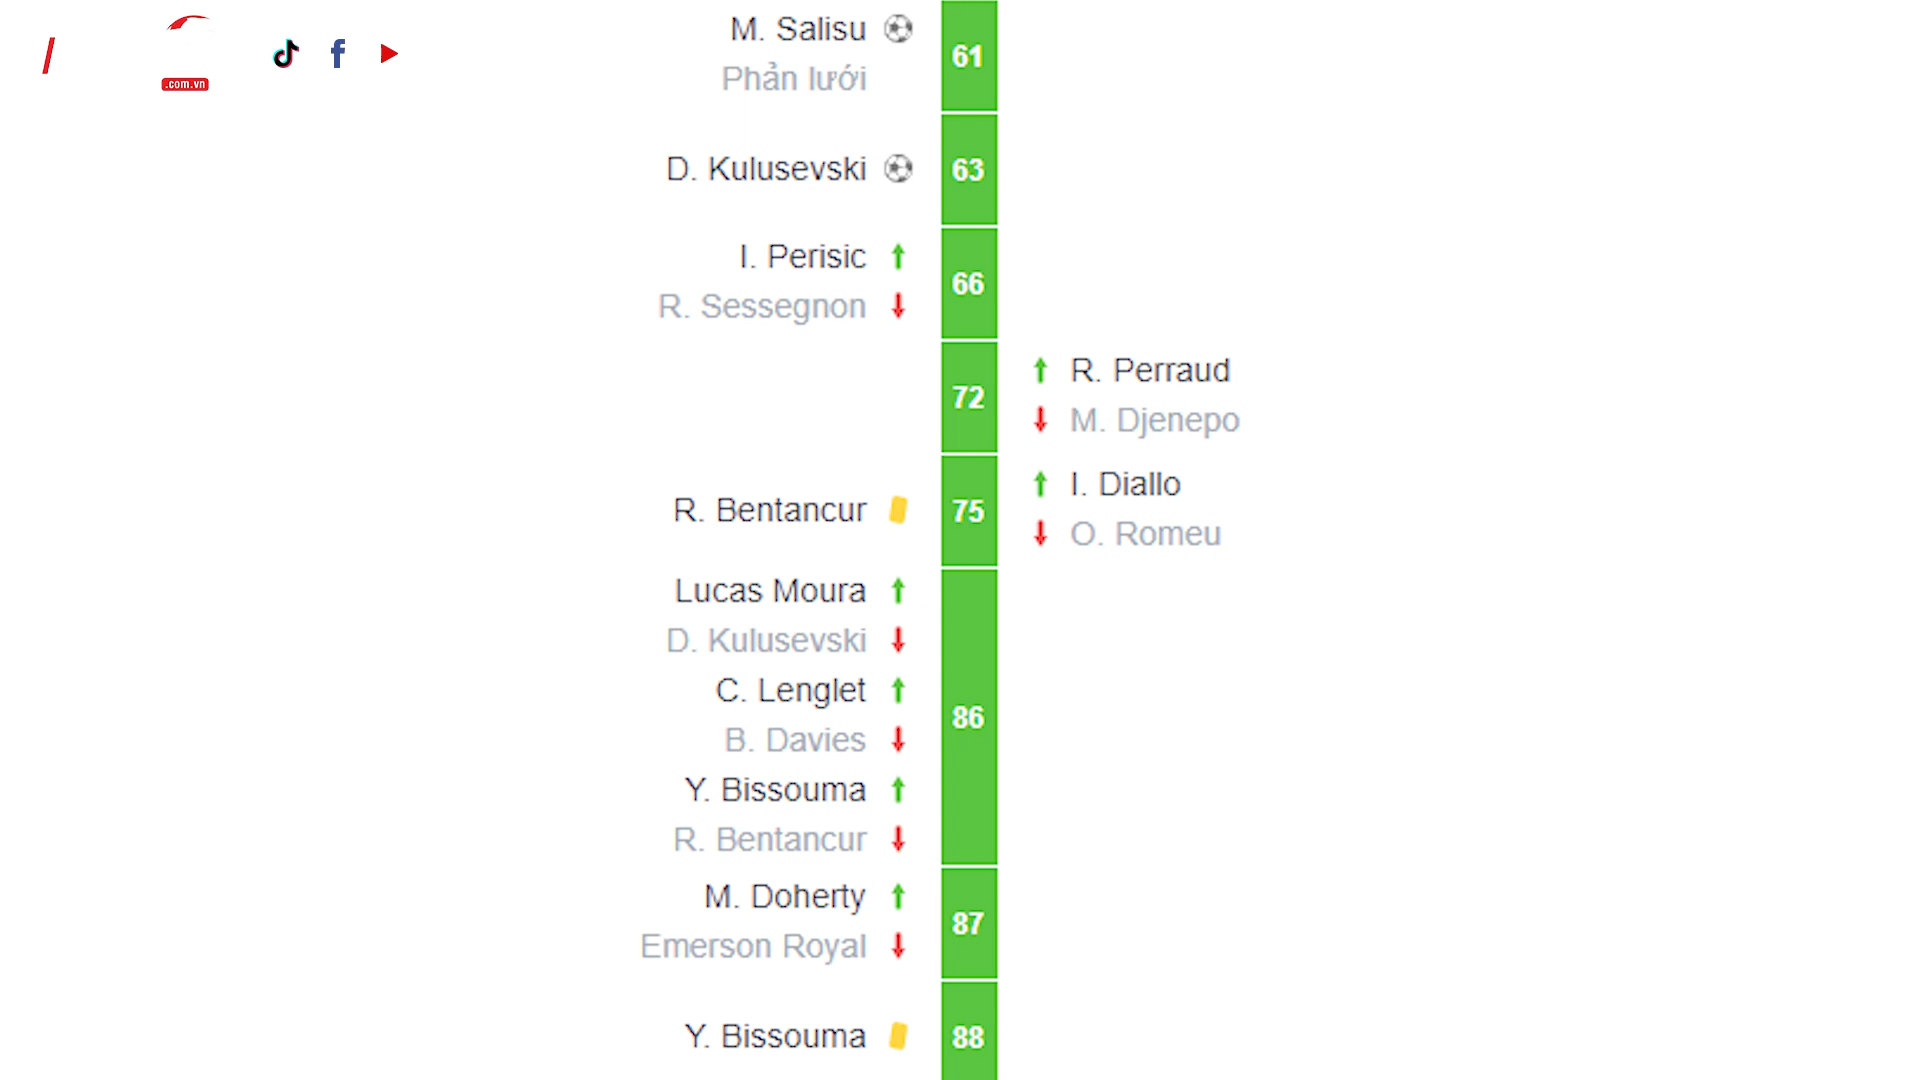 .com.vn
M. Salisu
Phản lưới
61
D. Kulusevski
63
I. Perisic
R. Sessegnon
66
72
R. Perraud
M. Djenepo
R. Bentancur
75
I. Diallo
O. Romeu
Lucas Moura
D. Kulusevski
C. Lenglet
B. Davies
Y. Bissouma
R. Bentancur
86
M. Doherty
Emerson Royal
87
Y. Bissouma
88